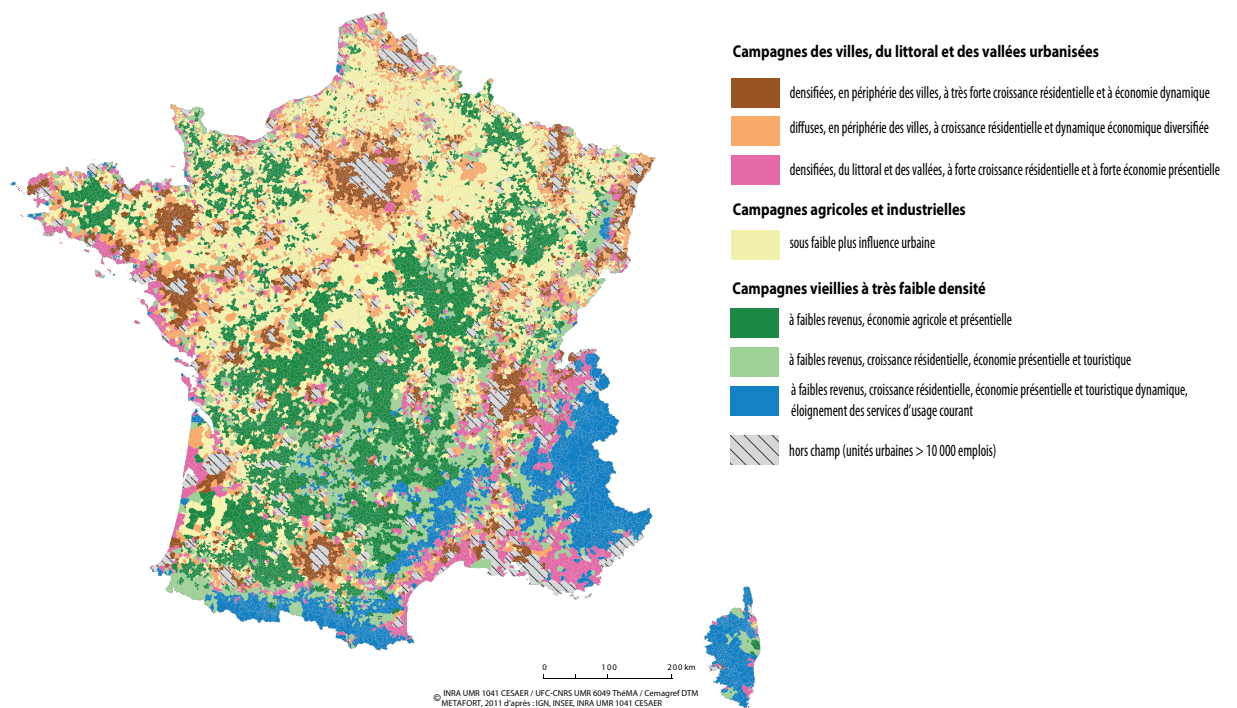 Campagnes des villes, du littoral et des vallées urbanisées
densifiées, en périphérie des villes, à très forte croissance résidentielle et à économie dynamique
diffuses, en périphérie des villes, à croissance résidentielle et dynamique économique diversifiée
densifiées, du littoral et des vallées, à forte croissance résidentielle et à forte économie présentielle
Campagnes agricoles et industrielles
sous faible plus influence urbaine
Campagnes vieillies à très faible densité
à faibles revenus, économie agricole et présentielle
à faibles revenus, croissance résidentielle, économie présentielle et touristique
à faibles revenus, croissance résidentielle, économie présentielle et touristique dynamique,
éloignement des services d'usage courant
hors champ (unités urbaines > 10 000 emplois)
0 100 200 km
© INRA UMR 1041 CESAER / UFC-CNRS UMR 6049 ThéMA / Cemagref DTM
METAFORT, 2011 d'après : IGN, INSEE, INRA UMR 1041 CESAER